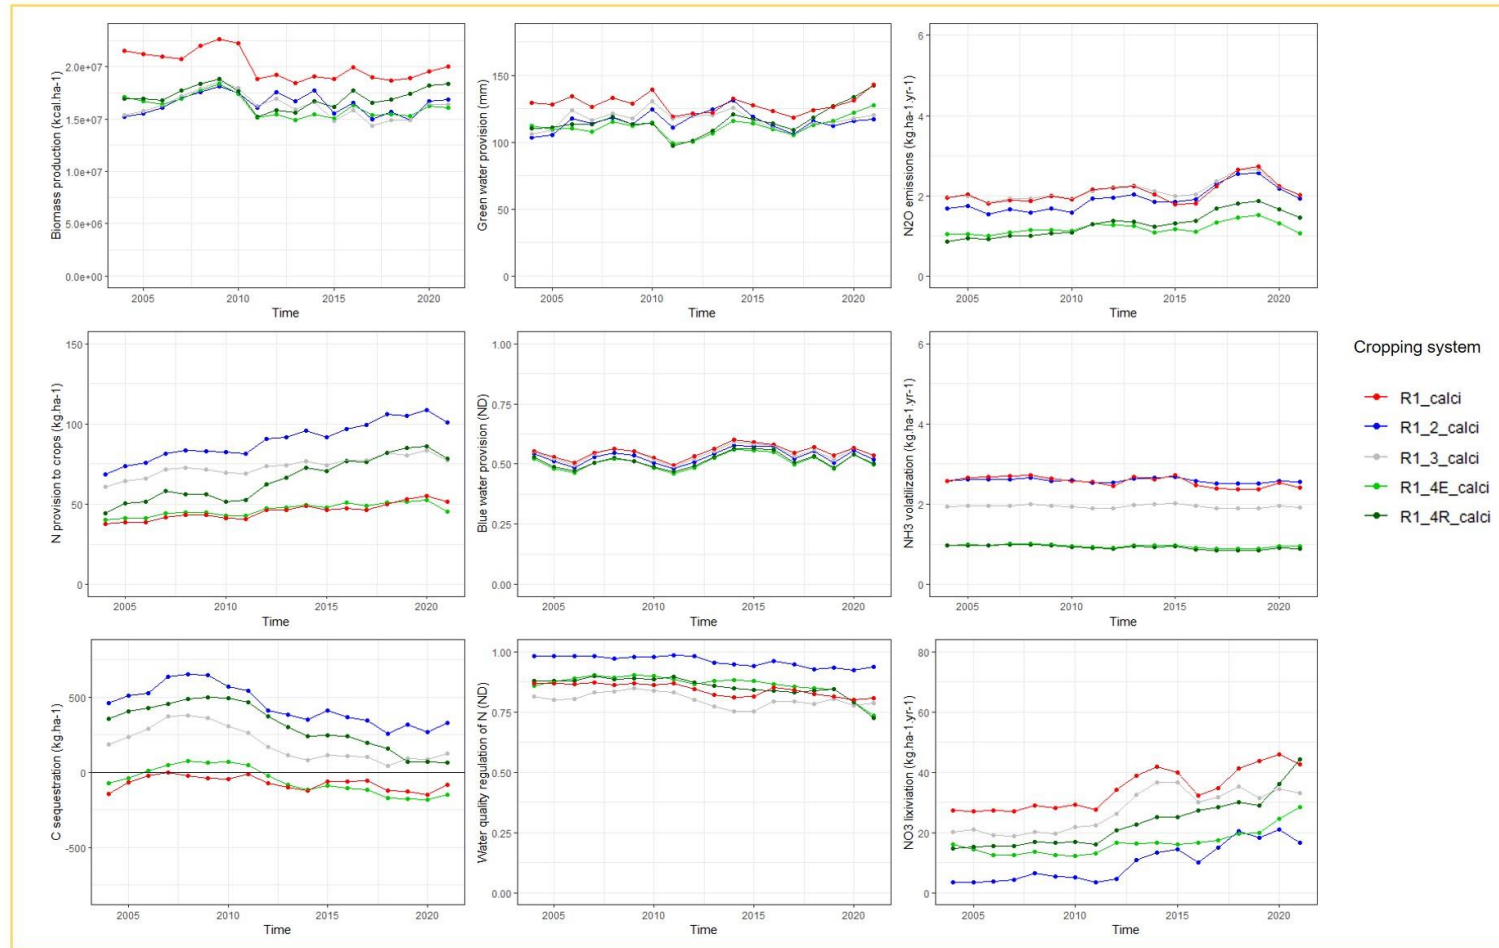 Biomass production (kcal.ha-1)
2.0e+07
1.5e+07
1.0e+07
5.0e+06
0.0e+00
2005 2010 2015 2020
Time
Green water provision (mm)
150
100
50
0
2005 2010 2015 2020
Time
N2O emissions (kg.ha-1.yr-1)
6
4
2
0
2005 2010 2015 2020
Time
N provision to crops (kg.ha-1)
150
100
50
0
2005 2010 2015 2020
Time
Blue water provision (ND)
1.00
0.75
0.50
0.25
0.00
2005 2010 2015 2020
Time
NH3 volatilization (kg.ha-1.yr-1)
6
4
2
0
2005 2010 2015 2020
Time
C sequestration (kg.ha-1)
500
0
-500
2005 2010 2015 2020
Time
Water quality regulation of N (ND)
1.00
0.75
0.50
0.25
0.00
2005 2010 2015 2020
Time
NO3 lixiviation (kg.ha-1.yr-1)
80
60
40
20
0
2005 2010 2015 2020
Time
Cropping system
R1_calci
R1_2_calci
R1_3_calci
R1_4E_calci
R1_4R_calci